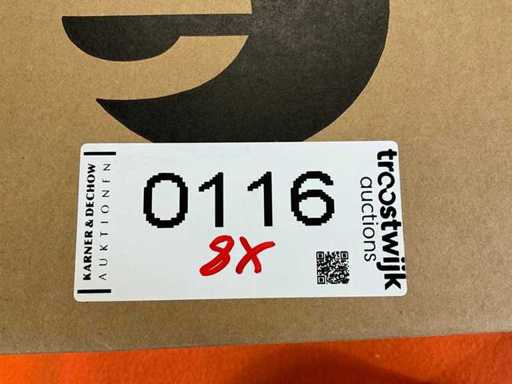 KARNER & DECHOW
AUKTIONEN
0116
8X
troostwijk
auctions